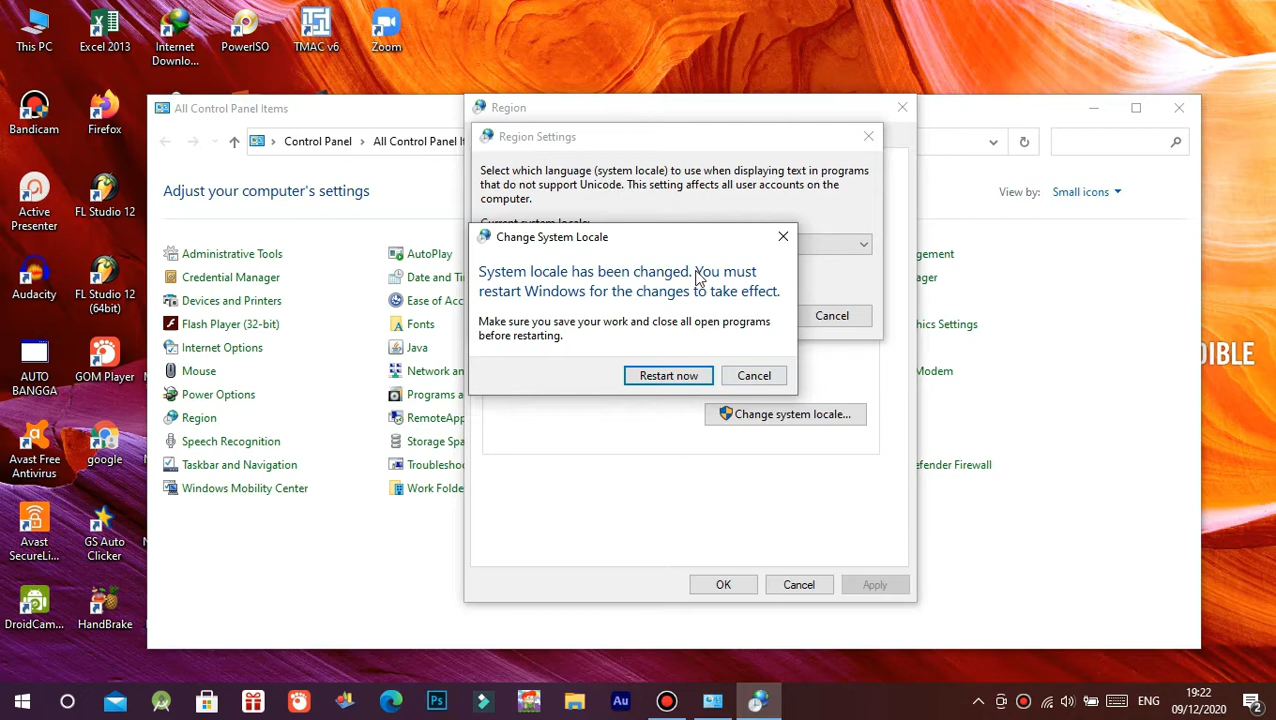 This PC
Excel 2013
Internet
Downlo...
PowerISO
TMAC v6
Zoom
Bandicam
Firefox
Active
Presenter
FL Studio 12
Audacity
FL Studio 12
(64bit)
AUTO
BANGGA
GOM Player
Avast Free
Antivirus
google
Avast
SecureLi...
GS Auto
Clicker
DroidCam...
HandBrake
All Control Panel Items
Control Panel
All Control Panel I
Adjust your computer's settings
View by:
Small icons
Administrative Tools
Credential Manager
Devices and Printers
Flash Player (32-bit)
Internet Options
Mouse
Power Options
Region
Speech Recognition
Taskbar and Navigation
Windows Mobility Center
AutoPlay
Date and Ti
Ease of Acc
Fonts
Java
Network an
Programs a
RemoteApp
Storage Spa
Troublesho
Work Folde
nagement
ager
hics Settings
Modem
efender Firewall
Region
Region Settings
Select which language (system locale) to use when displaying text in programs
that do not support Unicode. This setting affects all user accounts on the
computer.
Current system locale:
Cancel
Change System Locale
System locale has been changed. You must
restart Windows for the changes to take effect.
Make sure you save your work and close all open programs
before restarting.
Restart now
Cancel
Change system locale...
OK
Cancel
Apply
DIBLE
Ps
Au
ENG
19:22
09/12/2020
2